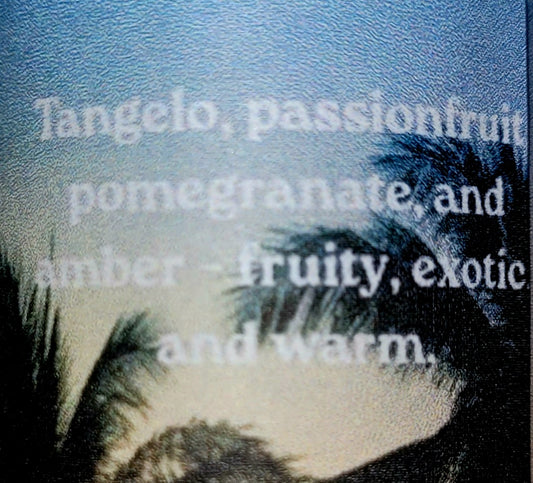 Tangelo, passionfruit
pomegranate, and
amber - fruity, exotic
and warm.